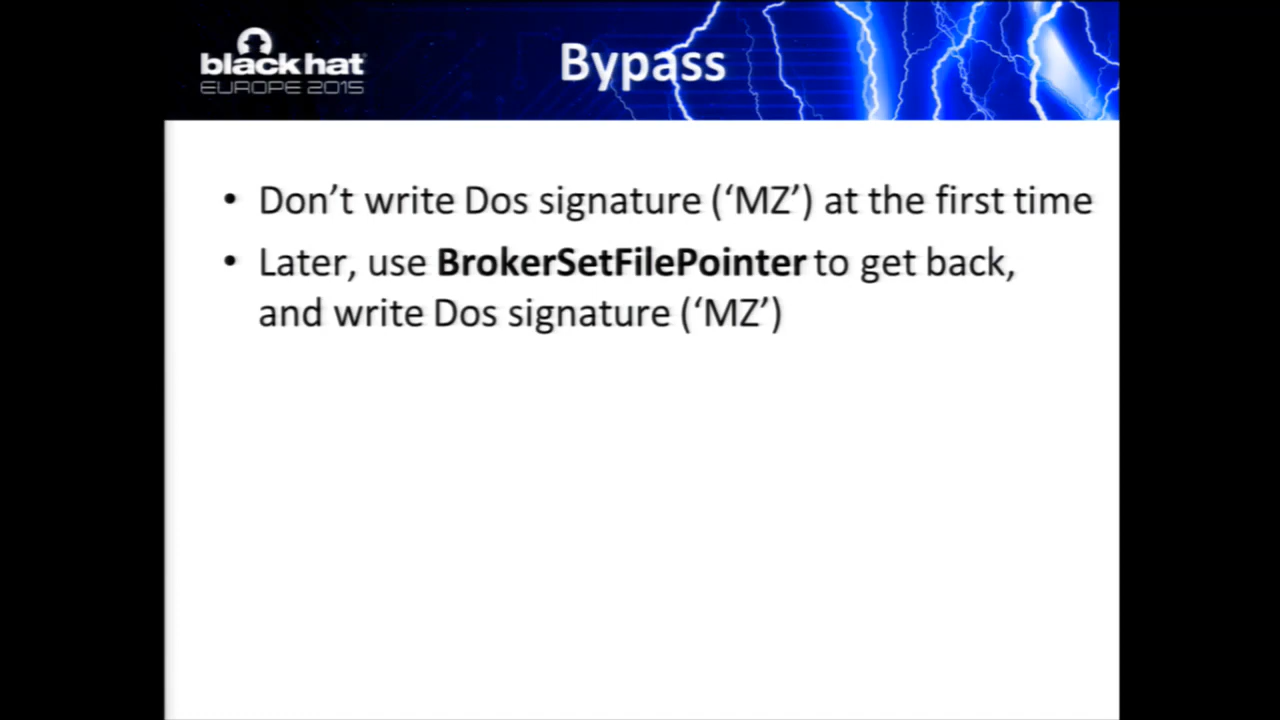 black hat
EUROPE 2015
Bypass
• Don’t write Dos signature (‘MZ’) at the first time
• Later, use BrokerSetFilePointer to get back,
and write Dos signature (‘MZ’)